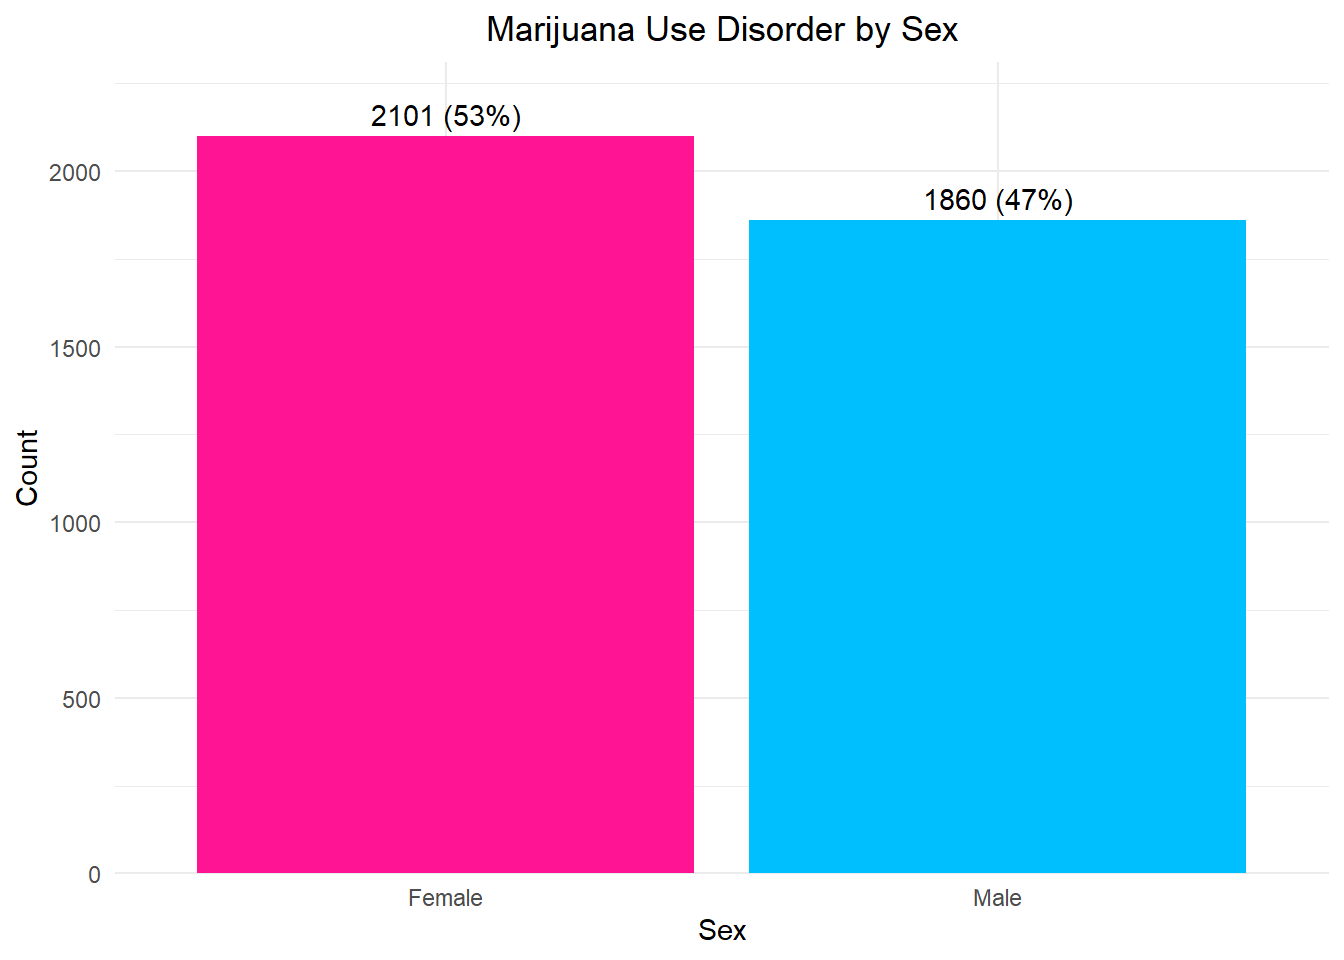 Marijuana Use Disorder by Sex
2101 (53%)
1860 (47%)
2000
1500
1000
500
0
Count
Female
Male
Sex